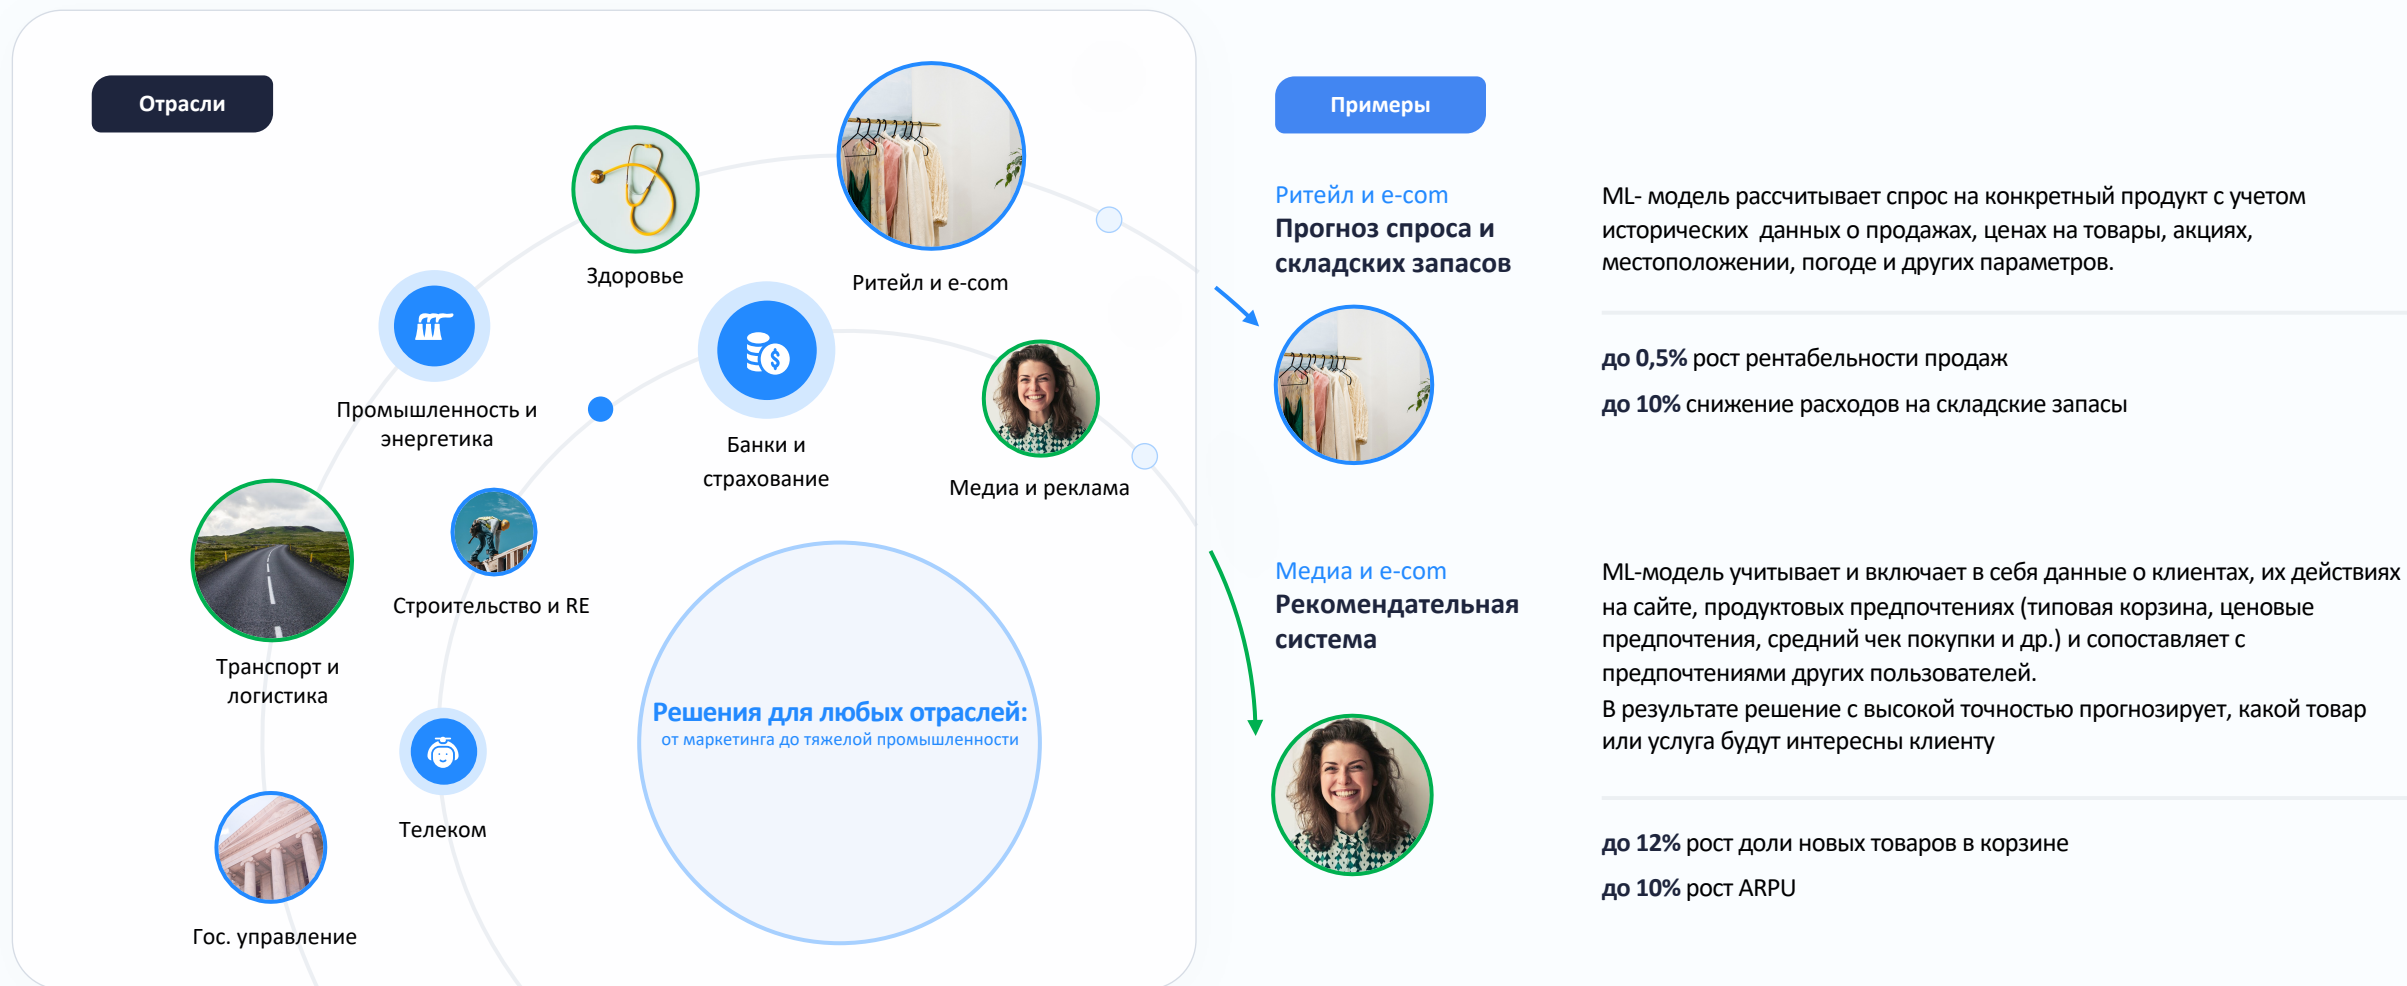 Отрасли
Здоровье
Ритейл и e-com
Промышленность и
энергетика
Банки и
страхование
Медиа и реклама
Строительство и RE
Транспорт и
логистика
Телеком
Гос. управление
Решения для любых отраслей:
от маркетинга до тяжелой промышленности
Примеры
Ритейл и e-com
Прогноз спроса и
складских запасов
ML- модель рассчитывает спрос на конкретный продукт с учетом
исторических  данных о продажах, ценах на товары, акциях,
местоположении, погоде и других параметров.
до 0,5% рост рентабельности продаж
до 10% снижение расходов на складские запасы
Медиа и e-com
Рекомендательная
система
ML-модель учитывает и включает в себя данные о клиентах, их действиях
на сайте, продуктовых предпочтениях (типовая корзина, ценовые
предпочтения, средний чек покупки и др.) и сопоставляет с
предпочтениями других пользователей.
В результате решение с высокой точностью прогнозирует, какой товар
или услуга будут интересны клиенту
до 12% рост доли новых товаров в корзине
до 10% рост ARPU